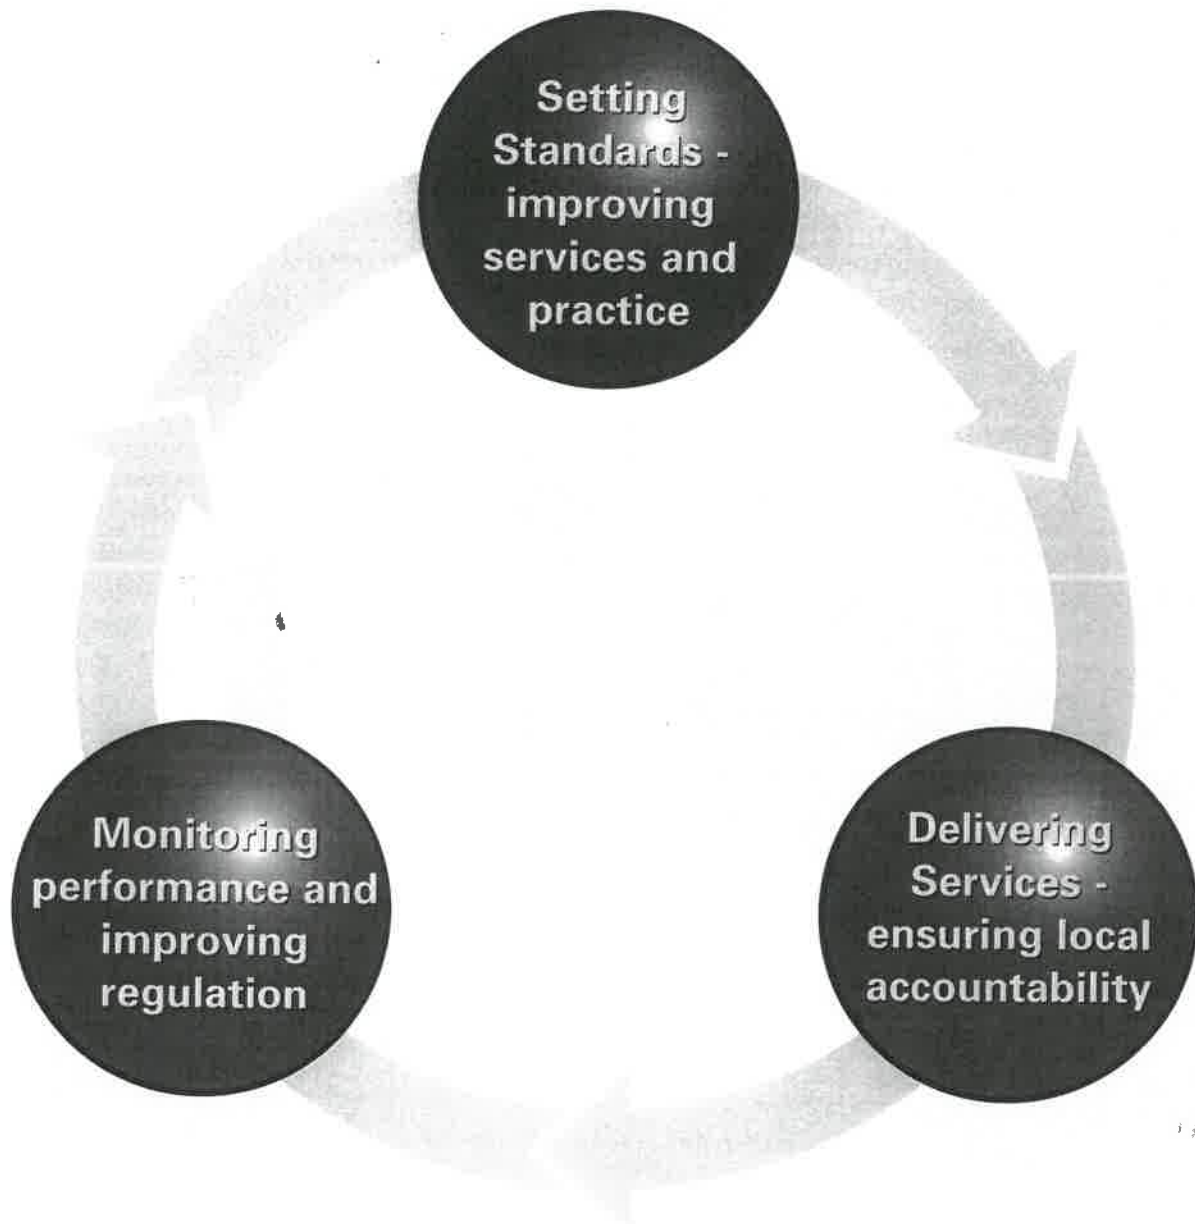 Setting
Standards -
improving
services and
practice
Delivering
Services -
ensuring local
accountability
Monitoring
performance and
improving
regulation